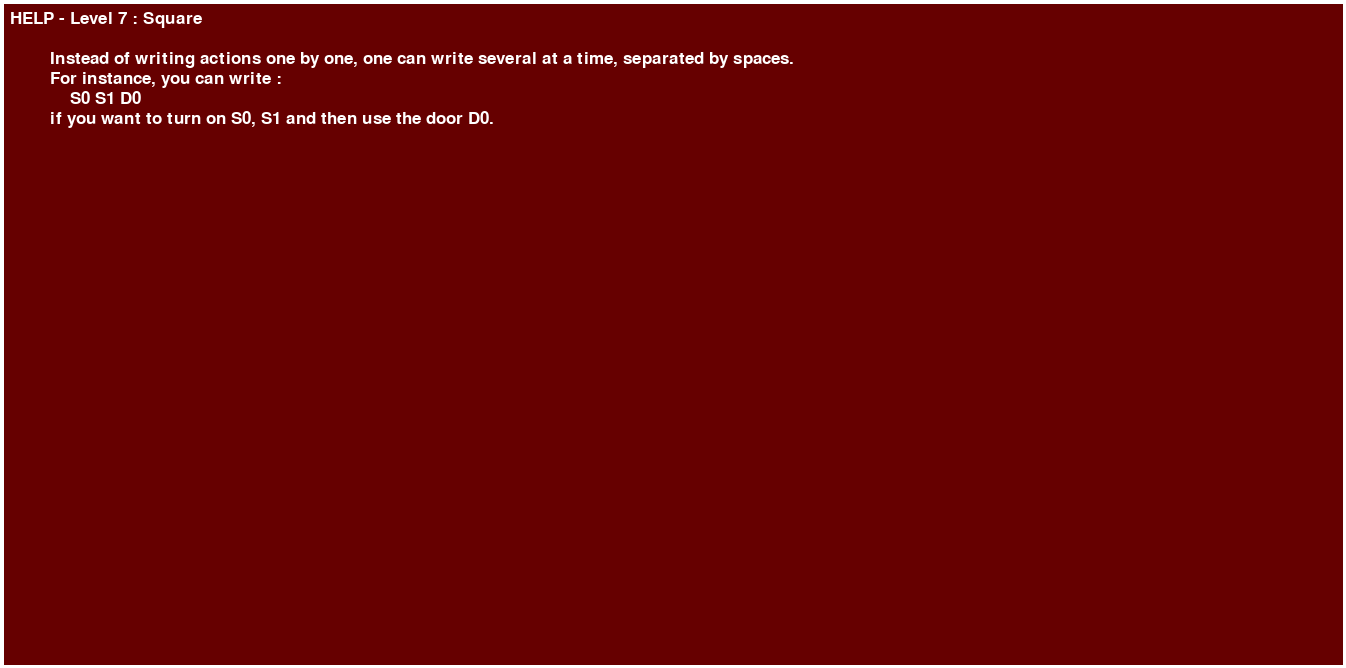 HELP - Level 7 : Square
Instead of writing actions one by one, one can write several at a time, separated by spaces.
For instance, you can write :
S0 S1 D0
if you want to turn on S0, S1 and then use the door D0.